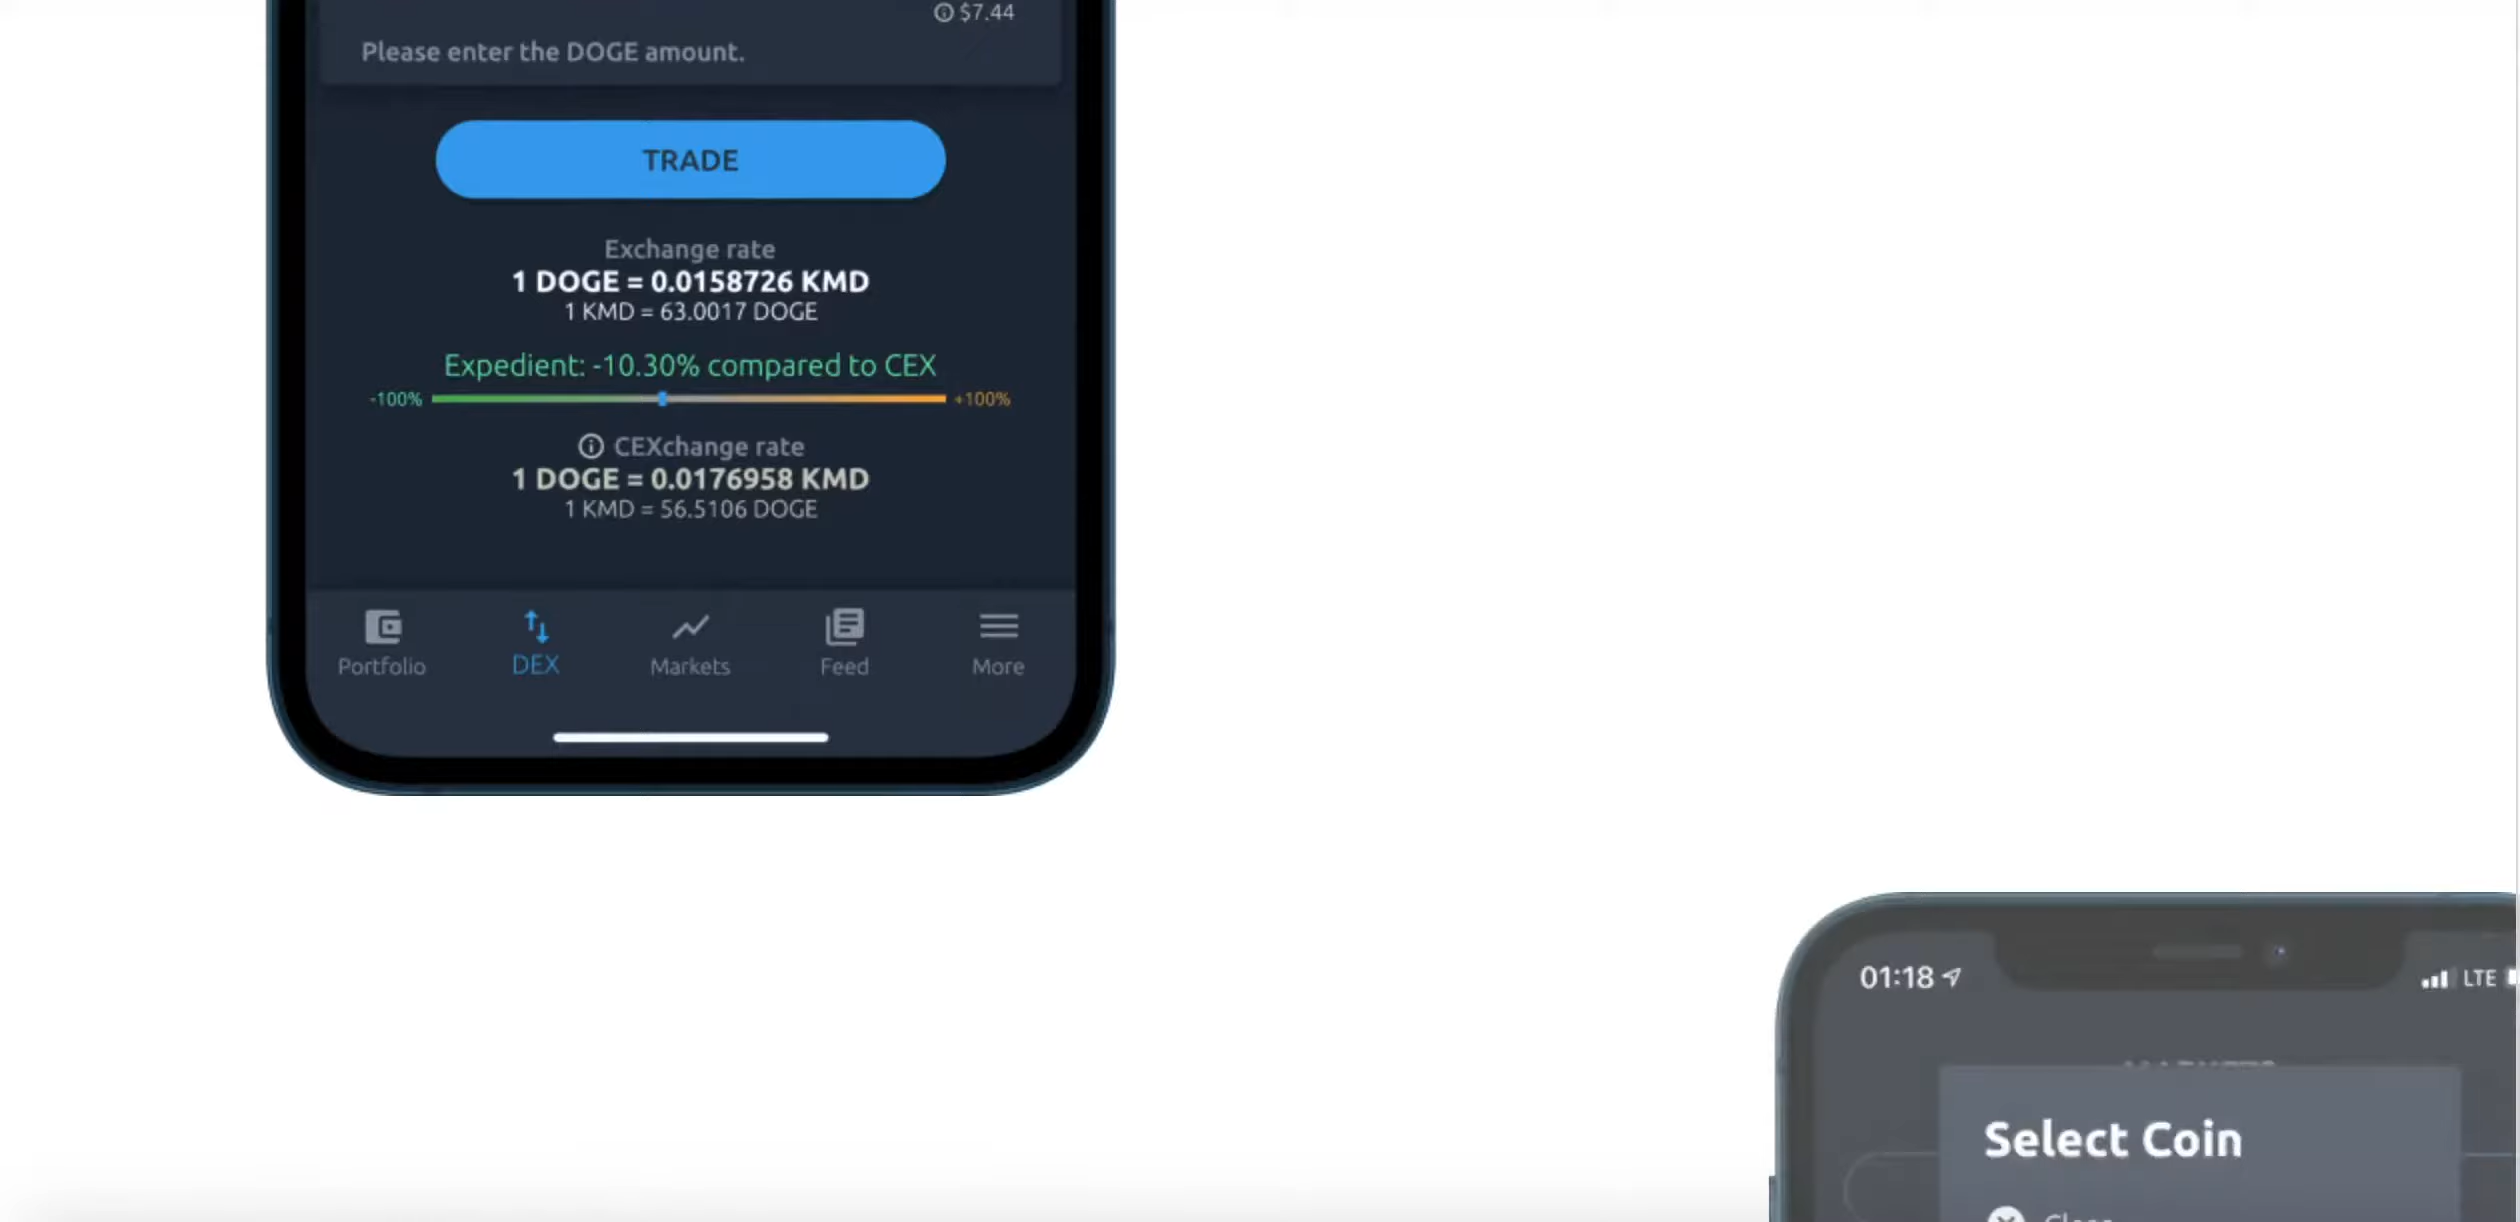 $7.44
Please enter the DOGE amount.
TRADE
Exchange rate
1 DOGE = 0.0158726 KMD
1 KMD = 63.0017 DOGE
Expedient: -10.30% compared to CEX
-100% +100%
CEXchange rate
1 DOGE = 0.0176958 KMD
1 KMD = 56.5106 DOGE
Portfolio DEX Markets Feed More
01:18 LTE
Select Coin